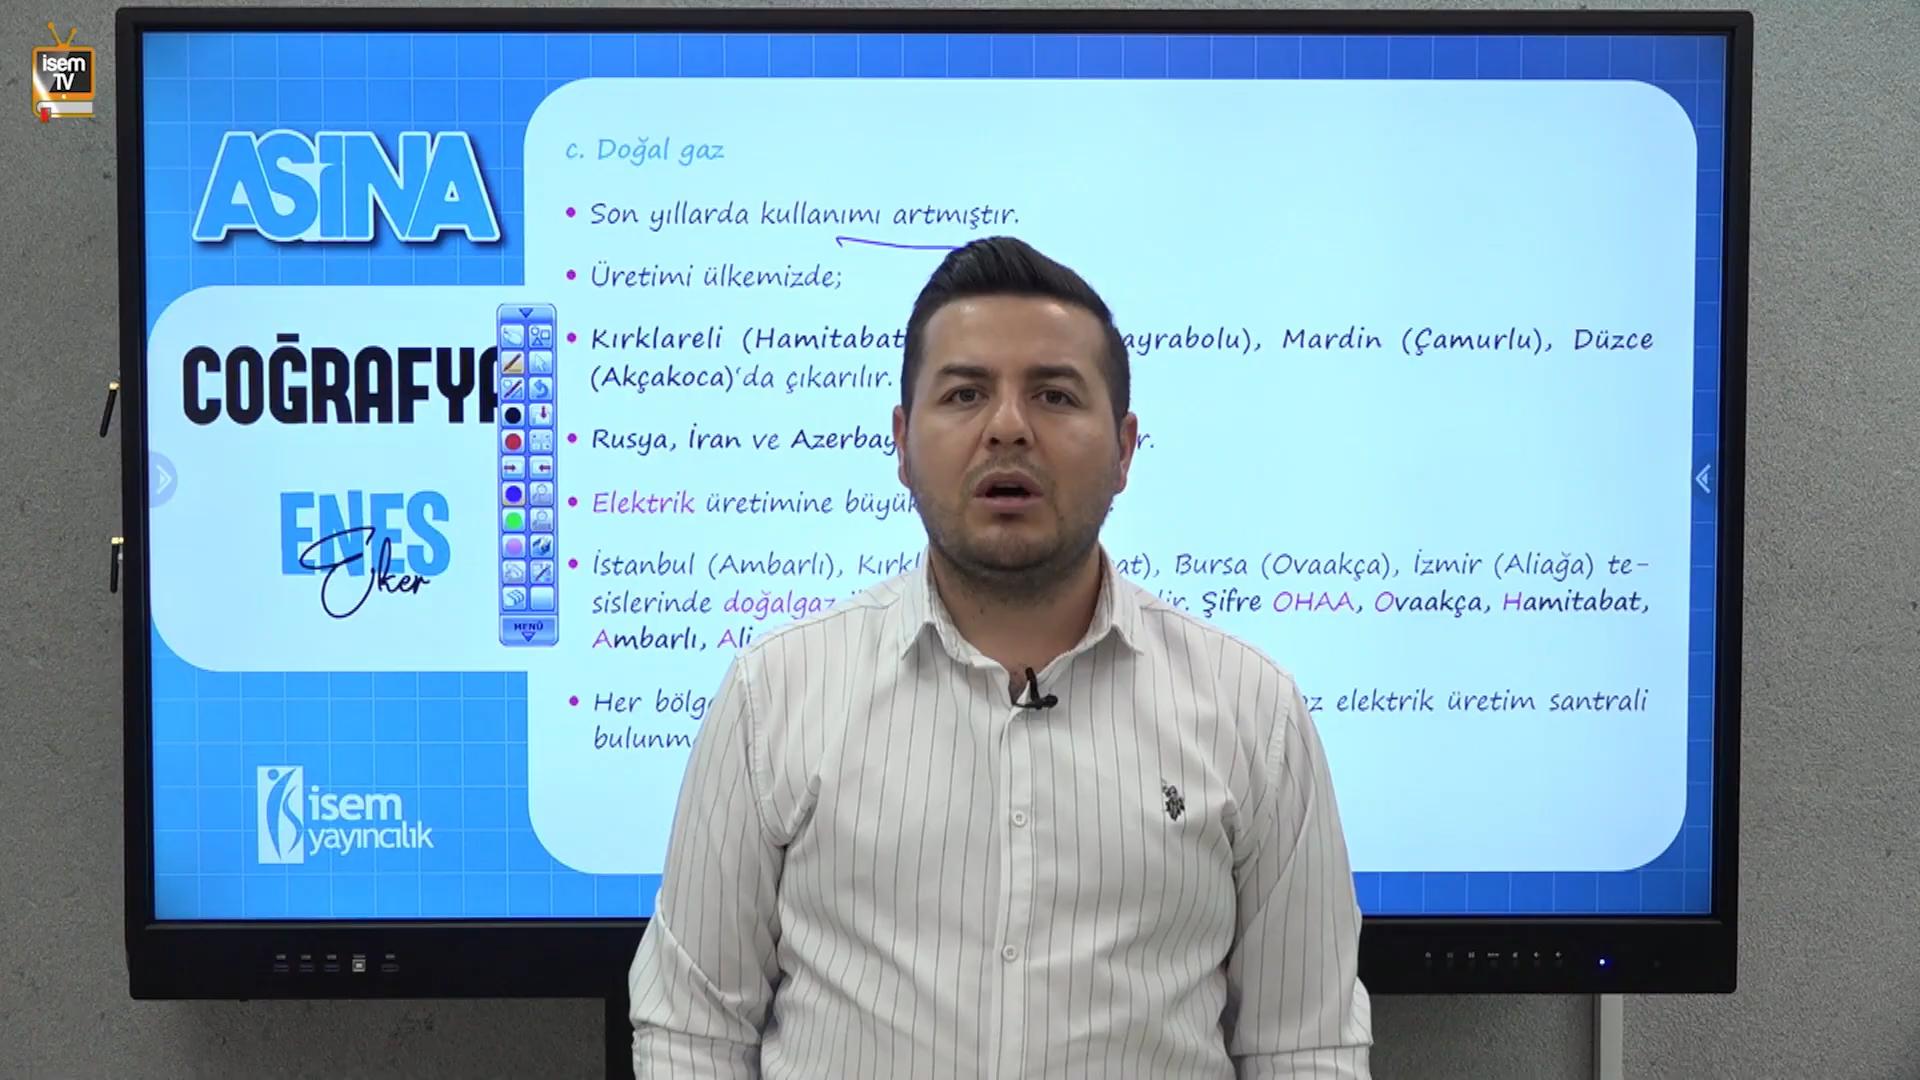 isem
TV
ASİNA
COĞRAFYA
ENES
Eker
isem
yayıncılık
MENÜ
c. Doğal gaz
• Son yıllarda kullanımı artmıştır.
• Üretimi ülkemizde;
• Kırklareli (Hamitabat ayrabolu), Mardin (Çamurlu), Düzce
(Akçakoca)‘da çıkarılır.
• Rusya, İran ve Azerbay r.
• Elektrik üretimine büyük
• İstanbul (Ambarlı), Kırkl at), Bursa (Ovaakça), İzmir (Aliağa) te-
sislerinde doğalgaz dir. Şifre OHAA, Ovaakça, Hamitabat,
Ambarlı, Ali
• Her bölg z elektrik üretim santrali
bulunm